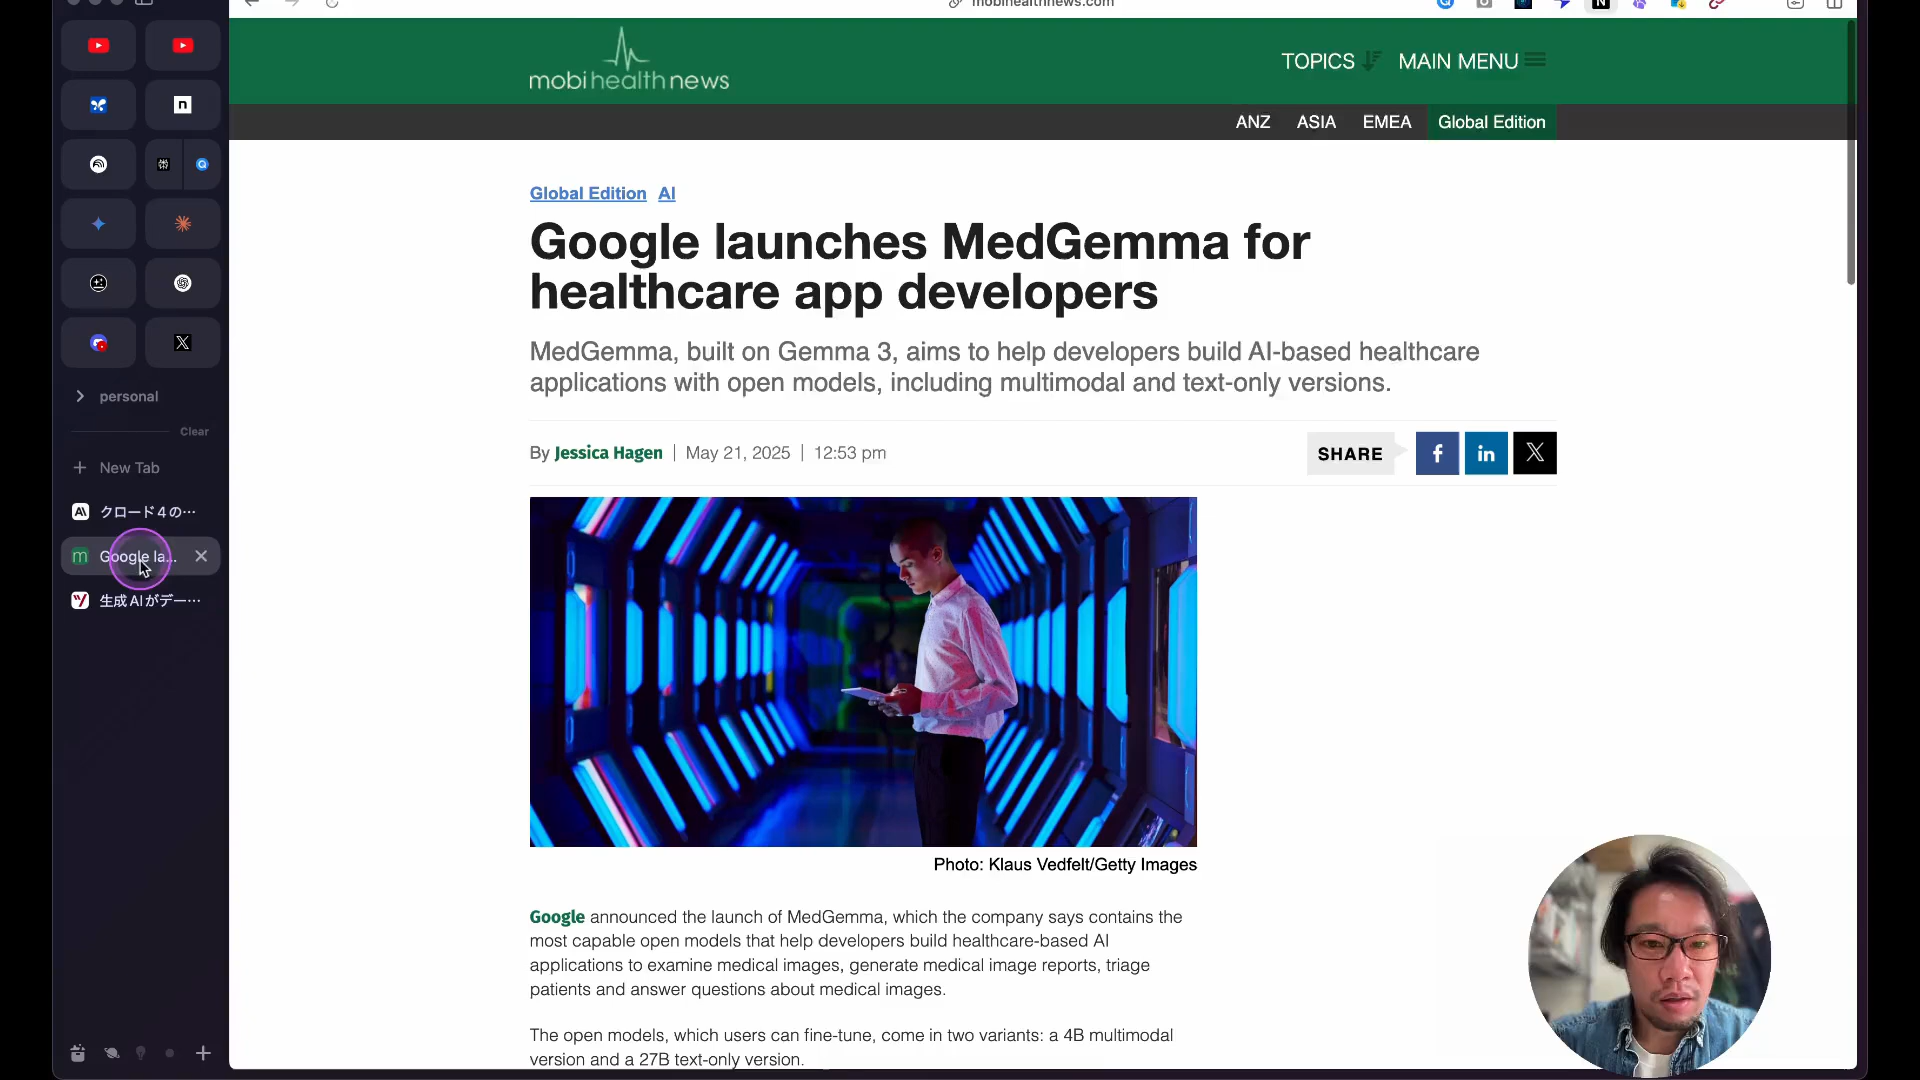 mobihealthnews.com
mobihealthnews
TOPICS
MAIN MENU
ANZ
ASIA
EMEA
Global Edition
personal
Clear
New Tab
クロード４の…
Google la...
生成AIがデー…
Global Edition AI
Google launches MedGemma for
healthcare app developers
MedGemma, built on Gemma 3, aims to help developers build AI-based healthcare
applications with open models, including multimodal and text-only versions.
By Jessica Hagen | May 21, 2025 | 12:53 pm
SHARE
Photo: Klaus Vedfelt/Getty Images
Google announced the launch of MedGemma, which the company says contains the
most capable open models that help developers build healthcare-based AI
applications to examine medical images, generate medical image reports, triage
patients and answer questions about medical images.
The open models, which users can fine-tune, come in two variants: a 4B multimodal
version and a 27B text-only version.